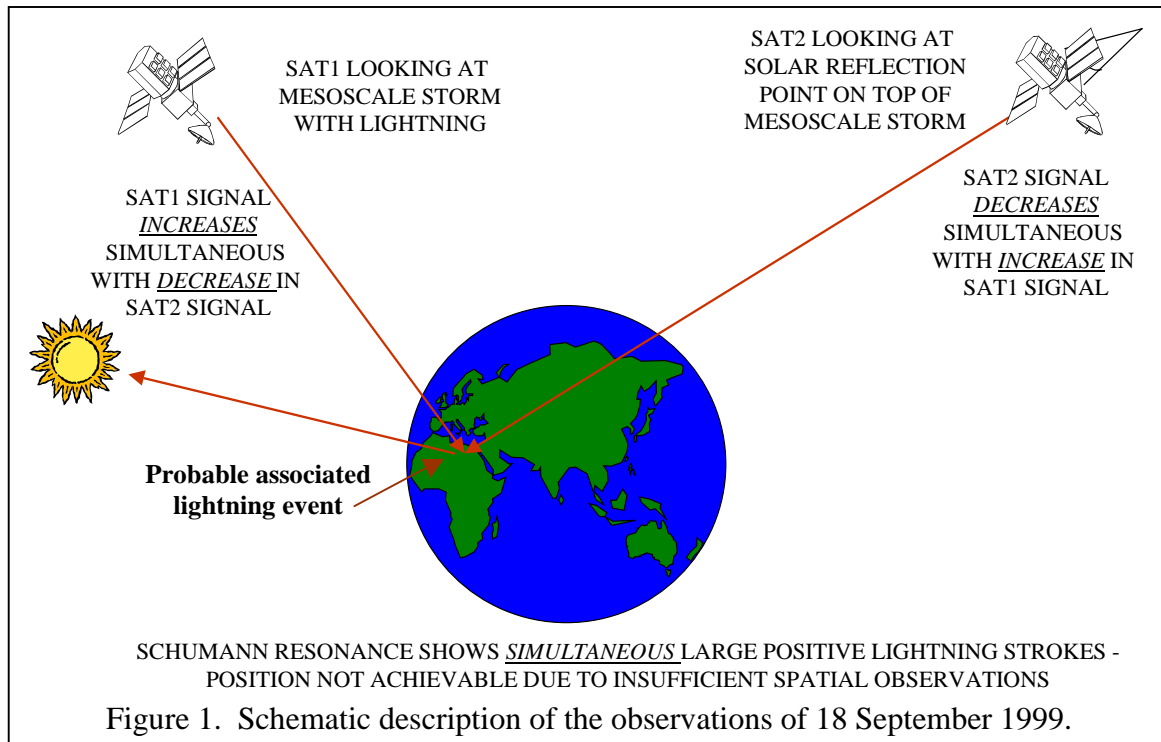 SAT1 LOOKING AT
MESOSCALE STORM
WITH LIGHTNING
SAT2 LOOKING AT
SOLAR REFLECTION
POINT ON TOP OF
MESOSCALE STORM
SAT1 SIGNAL
INCREASES
SIMULTANEOUS
WITH DECREASE IN
SAT2 SIGNAL
SAT2 SIGNAL
DECREASES
SIMULTANEOUS
WITH INCREASE IN
SAT1 SIGNAL
Probable associated
lightning event
SCHUMANN RESONANCE SHOWS SIMULTANEOUS LARGE POSITIVE LIGHTNING STROKES -
POSITION NOT ACHIEVABLE DUE TO INSUFFICIENT SPATIAL OBSERVATIONS
Figure 1. Schematic description of the observations of 18 September 1999.